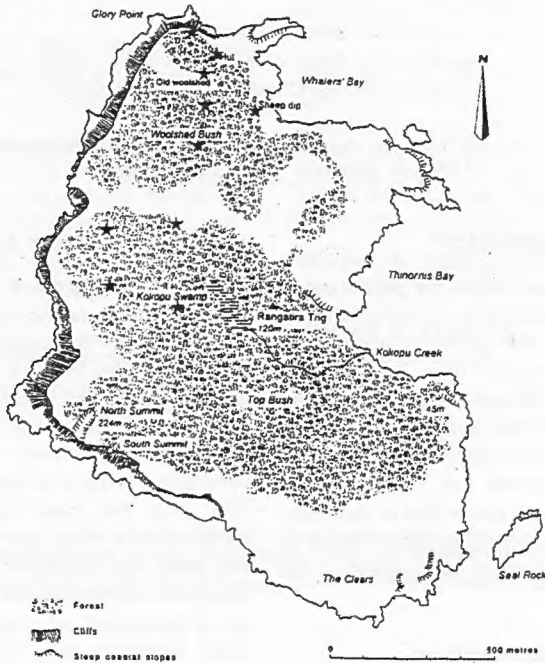 Glory Point
N
Hut
Old woolshed
Whalers' Bay
Sheep dip
Woolshed Bush
Thinornis Bay
Kokopu Swamp
Rangatira Trig
120m
Kokopu Creek
Top Bush
North Summit
224m
45m
South Summit
The Clears
Seal Rock
Forest
Cliffs
Steep coastal slopes
0 500 metres